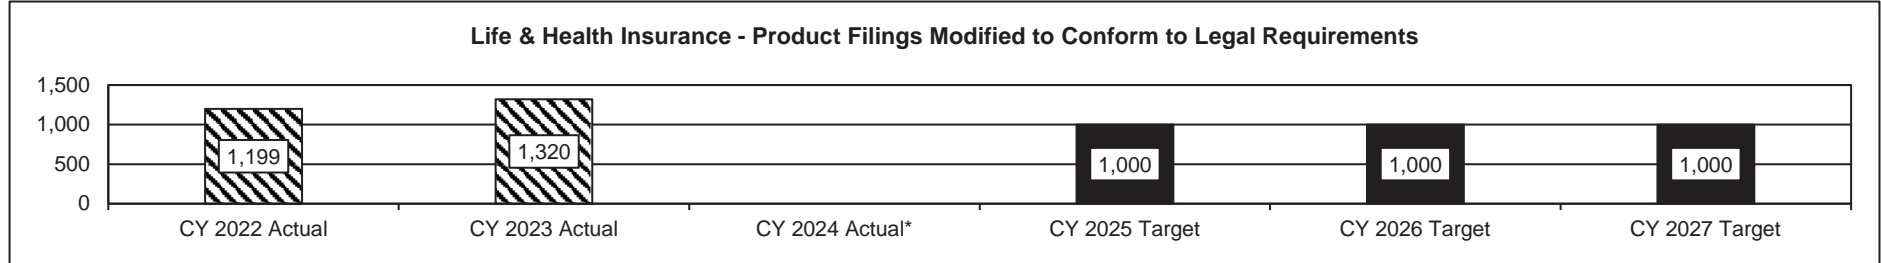 Life & Health Insurance - Product Filings Modified to Conform to Legal Requirements
1,500
1,000
500
0
1,199
1,320
1,000
1,000
1,000
CY 2022 Actual
CY 2023 Actual
CY 2024 Actual*
CY 2025 Target
CY 2026 Target
CY 2027 Target